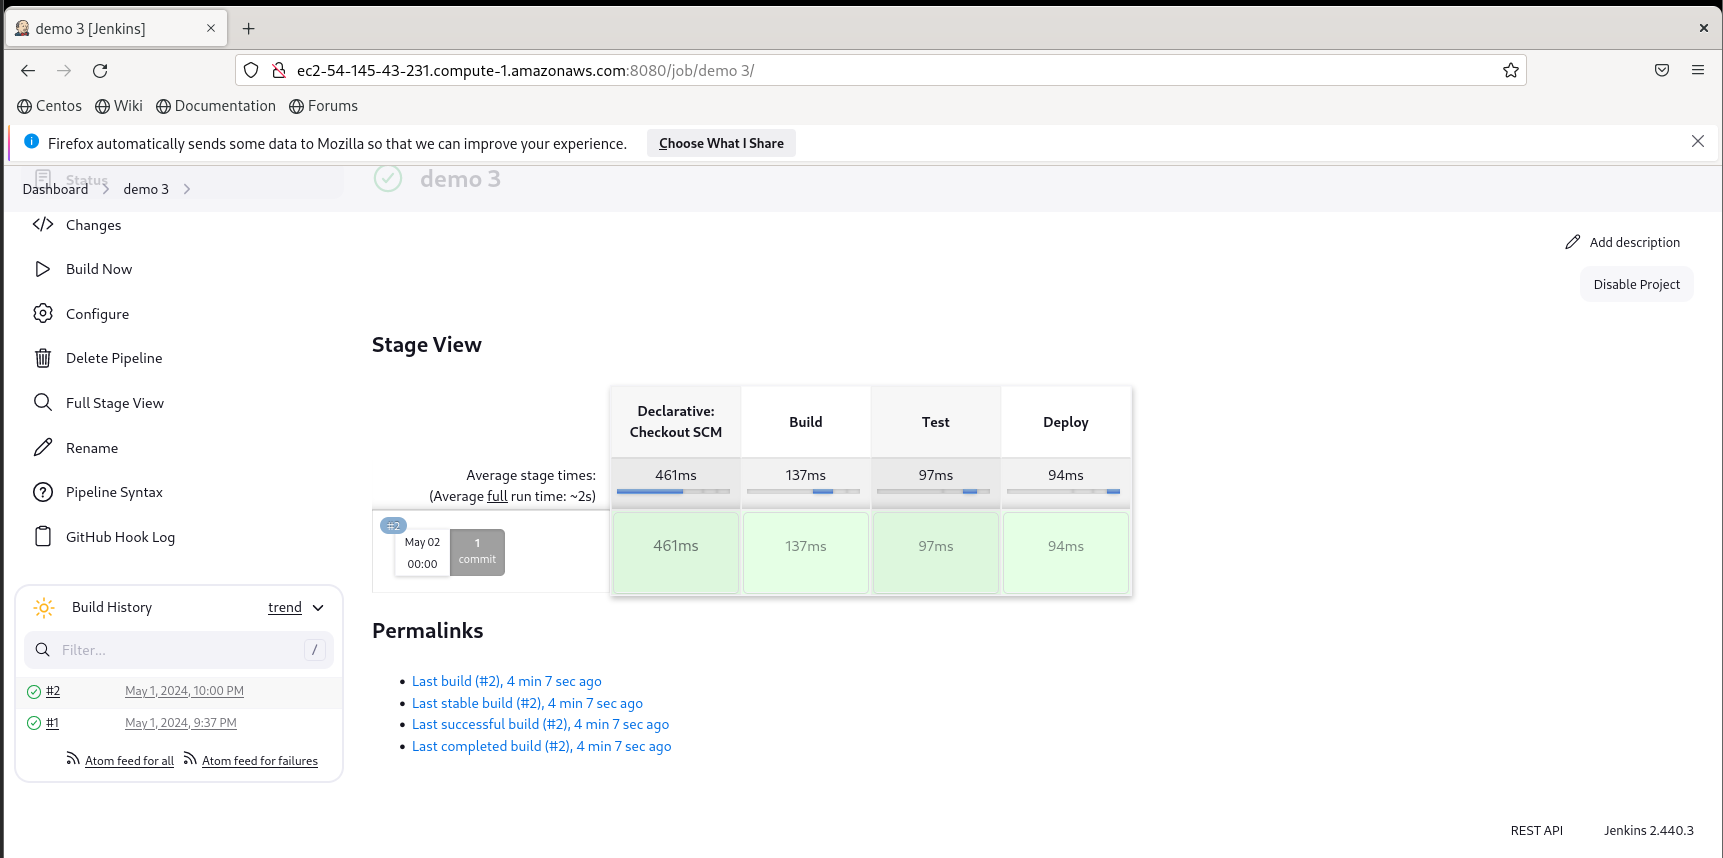 demo 3 [Jenkins]
ec2-54-145-43-231.compute-1.amazonaws.com:8080/job/demo 3/
Centos Wiki Documentation Forums
Firefox automatically sends some data to Mozilla so that we can improve your experience. Choose What I Share
Status
demo 3
Dashboard demo 3
Changes
Add description
Build Now
Disable Project
Configure
Delete Pipeline
Full Stage View
Rename
Pipeline Syntax
GitHub Hook Log
Stage View
Declarative:
Checkout SCM
Build
Test
Deploy
Average stage times:
(Average full run time: ~2s)
461ms 137ms 97ms 94ms
#2
May 02
00:00
1
commit
461ms 137ms 97ms 94ms
Build History trend
Filter... /
#2 May 1, 2024, 10:00 PM
#1 May 1, 2024, 9:37 PM
Atom feed for all Atom feed for failures
Permalinks
Last build (#2), 4 min 7 sec ago
Last stable build (#2), 4 min 7 sec ago
Last successful build (#2), 4 min 7 sec ago
Last completed build (#2), 4 min 7 sec ago
REST API Jenkins 2.440.3